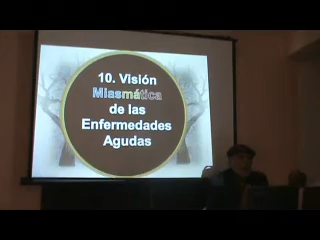 10. Visión
Miasmática
de las
Enfermedades
Agudas